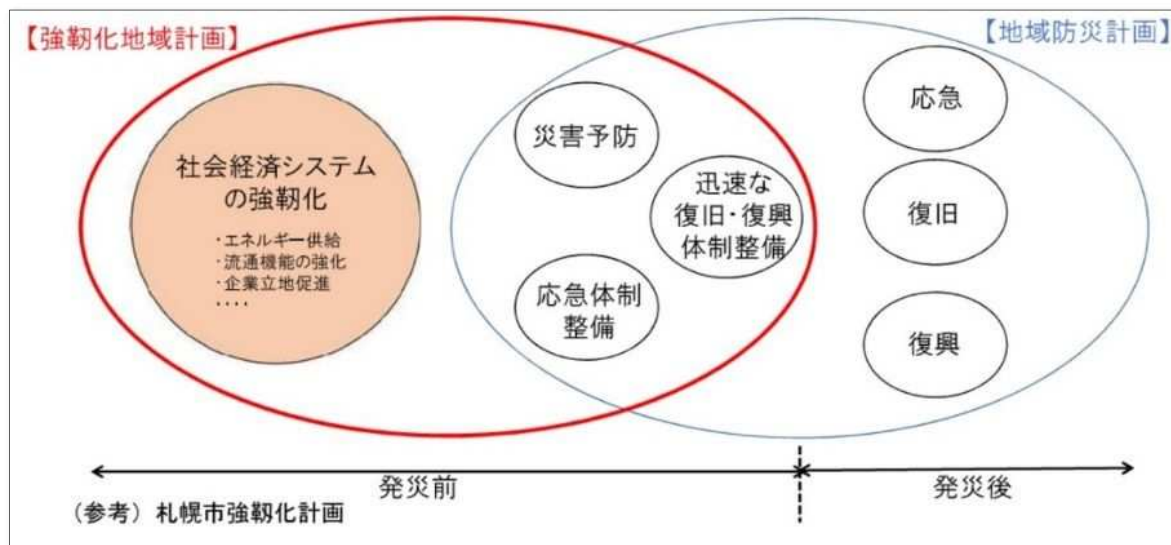 【強靭化地域計画】
【地域防災計画】
社会経済システム
の強靭化
・エネルギー供給
・流通機能の強化
・企業立地促進
・・・・
災害予防
迅速な
復旧・復興
体制整備
応急体制
整備
応急
復旧
復興
発災前
発災後
（参考）札幌市強靭化計画